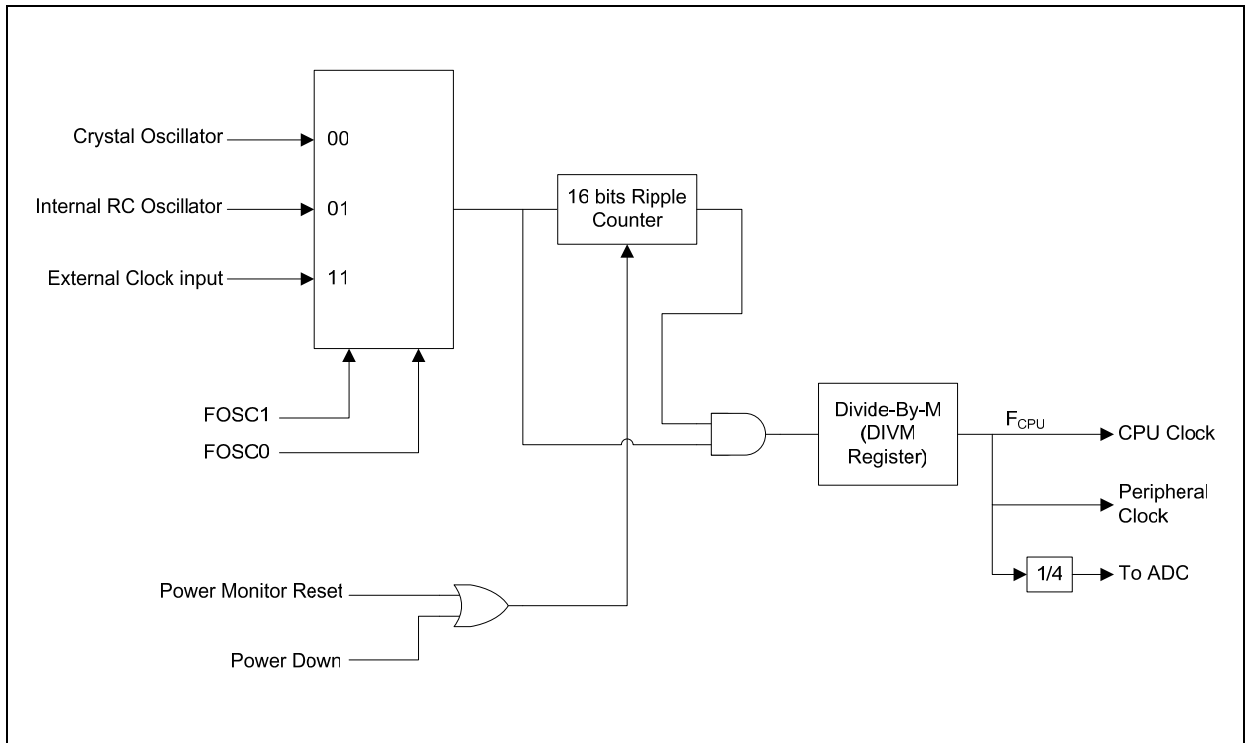 Crystal Oscillator
00
Internal RC Oscillator
01
External Clock input
11
FOSC1
FOSC0
16 bits Ripple
Counter
Divide-By-M
(DIVM
Register)
FCPU
CPU Clock
Peripheral
Clock
1/4
To ADC
Power Monitor Reset
Power Down